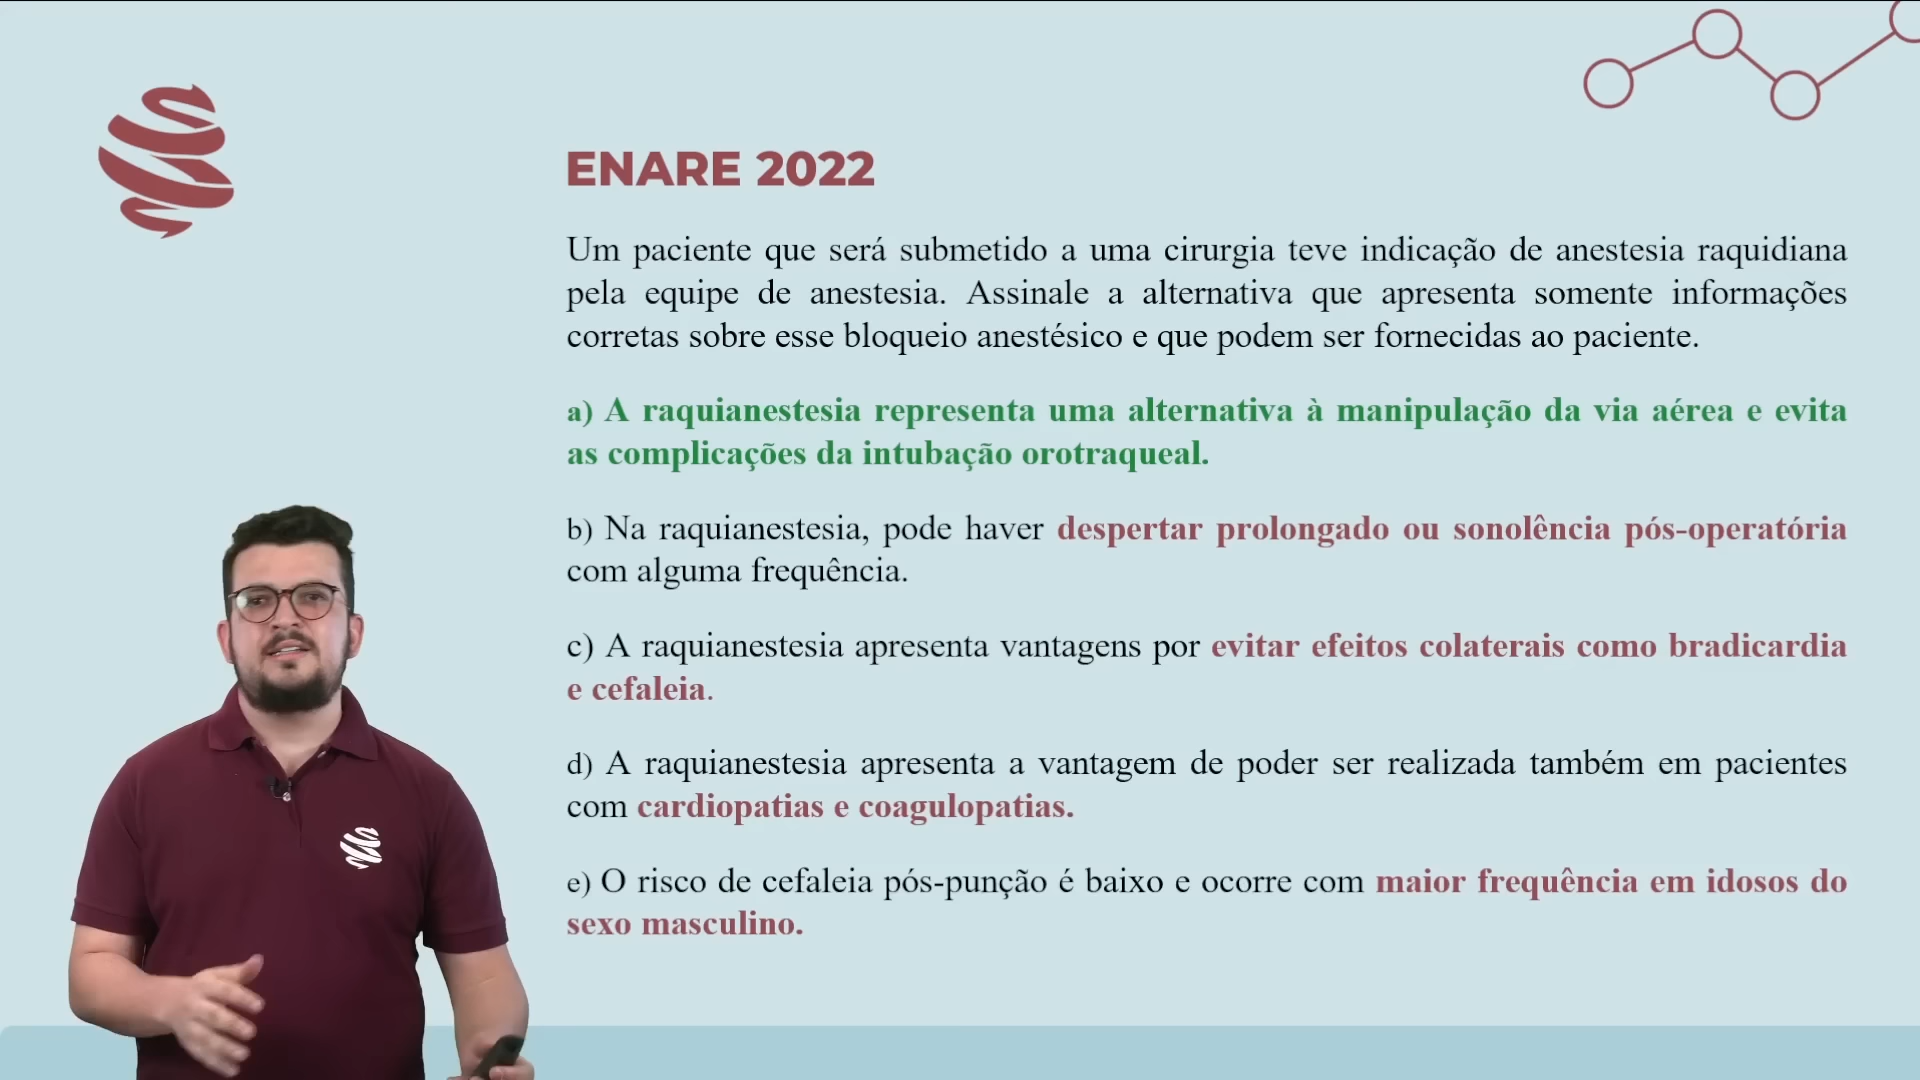 ENARE 2022
Um paciente que será submetido a uma cirurgia teve indicação de anestesia raquidiana
pela equipe de anestesia. Assinale a alternativa que apresenta somente informações
corretas sobre esse bloqueio anestésico e que podem ser fornecidas ao paciente.
a) A raquianestesia representa uma alternativa à manipulação da via aérea e evita
as complicações da intubação orotraqueal.
b) Na raquianestesia, pode haver despertar prolongado ou sonolência pós-operatória
com alguma frequência.
c) A raquianestesia apresenta vantagens por evitar efeitos colaterais como bradicardia
e cefaleia.
d) A raquianestesia apresenta a vantagem de poder ser realizada também em pacientes
com cardiopatias e coagulopatias.
e) O risco de cefaleia pós-punção é baixo e ocorre com maior frequência em idosos do
sexo masculino.